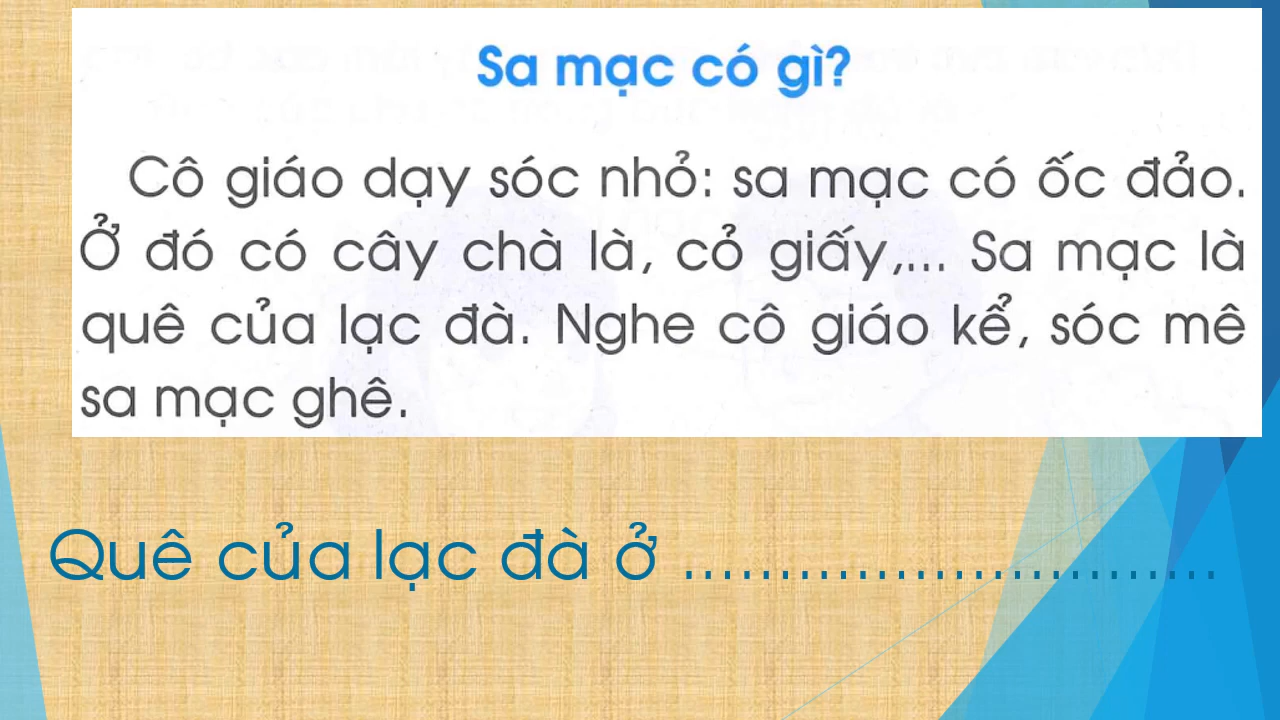 Sa mạc có gì?
Cô giáo dạy sóc nhỏ: sa mạc có ốc đảo.
Ở đó có cây chà là, cỏ giấy,... Sa mạc là
quê của lạc đà. Nghe cô giáo kể, sóc mê
sa mạc ghê.
Quê của lạc đà ở ............................